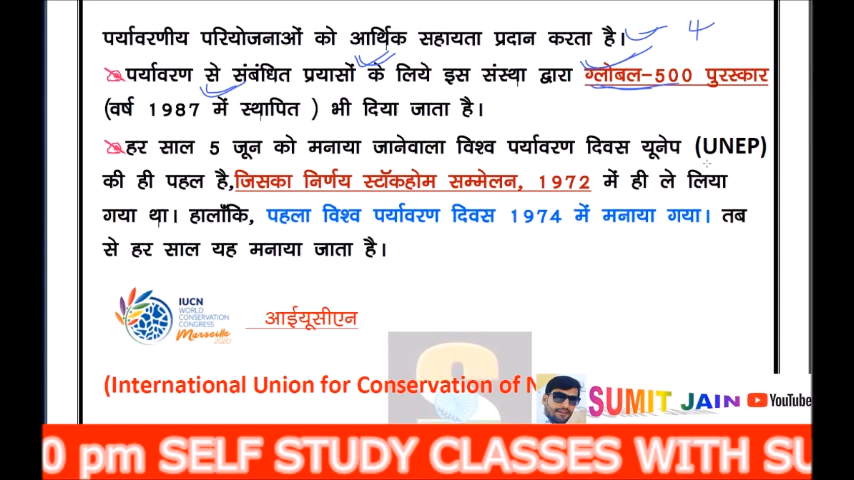 पर्यावरणीय परियोजनाओं को आर्थिक सहायता प्रदान करता है।
4
पर्यावरण से संबंधित प्रयासों के लिये इस संस्था द्वारा ग्लोबल-500 पुरस्कार
(वर्ष 1987 में स्थापित ) भी दिया जाता है।
हर साल 5 जून को मनाया जानेवाला विश्व पर्यावरण दिवस यूनेप (UNEP)
की ही पहल है,जिसका निर्णय स्टॉकहोम सम्मेलन, 1972 में ही ले लिया
गया था। हालाँकि, पहला विश्व पर्यावरण दिवस 1974 में मनाया गया। तब
से हर साल यह मनाया जाता है।
IUCN
WORLD
CONSERVATION
CONGRESS
Marseille
2020
आईयूसीएन
(International Union for Conservation of N
SUMIT JAIN YouTube
0 pm SELF STUDY CLASSES WITH SU